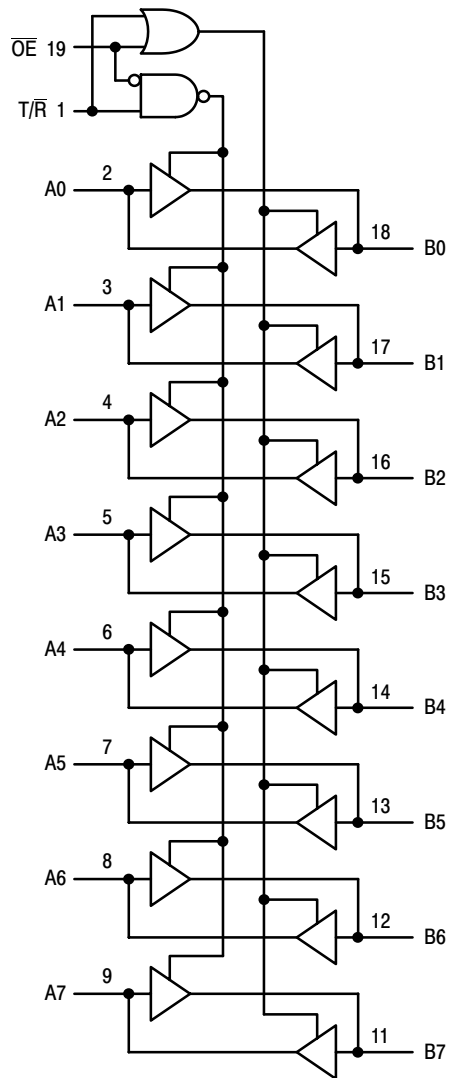 O̅E̅ 19
T/R̅ 1
A0 2
18 B0
A1 3
17 B1
A2 4
16 B2
A3 5
15 B3
A4 6
14 B4
A5 7
13 B5
A6 8
12 B6
A7 9
11 B7